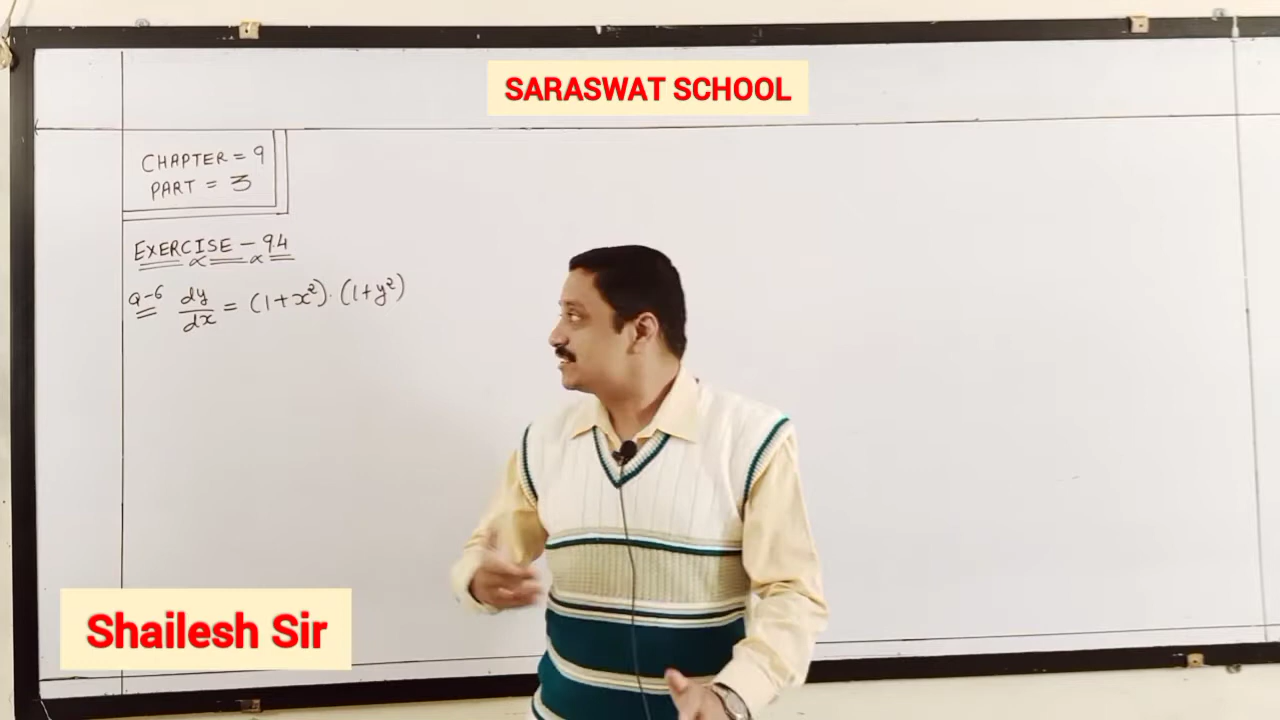 SARASWAT SCHOOL
CHAPTER = 9
PART = 3
EXERCISE - 9.4
Q-6 dy/dx = (1+x²)·(1+y²)
Shailesh Sir